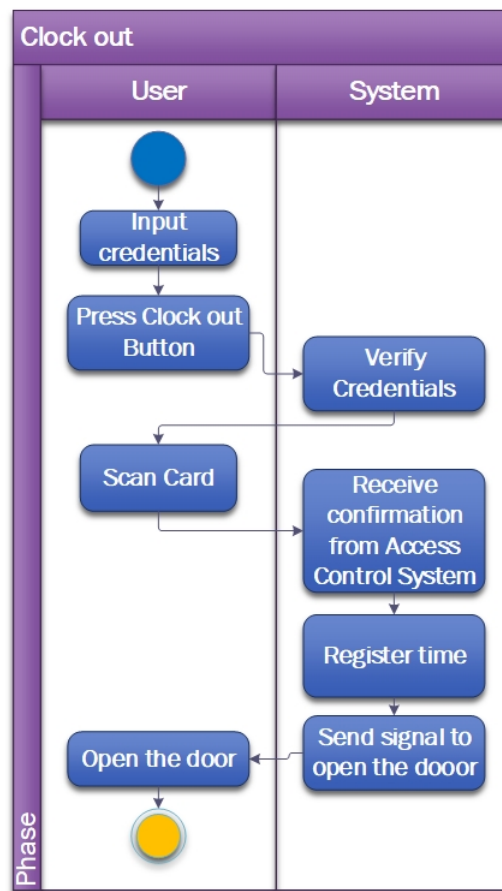 Clock out
User
System
Input
credentials
Press Clock out
Button
Verify
Credentials
Scan Card
Receive
confirmation
from Access
Control System
Register time
Send signal to
open the dooor
Open the door
Phase